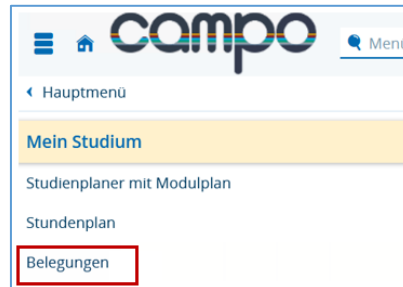 campo
Menü
Hauptmenü
Mein Studium
Studienplaner mit Modulplan
Stundenplan
Belegungen